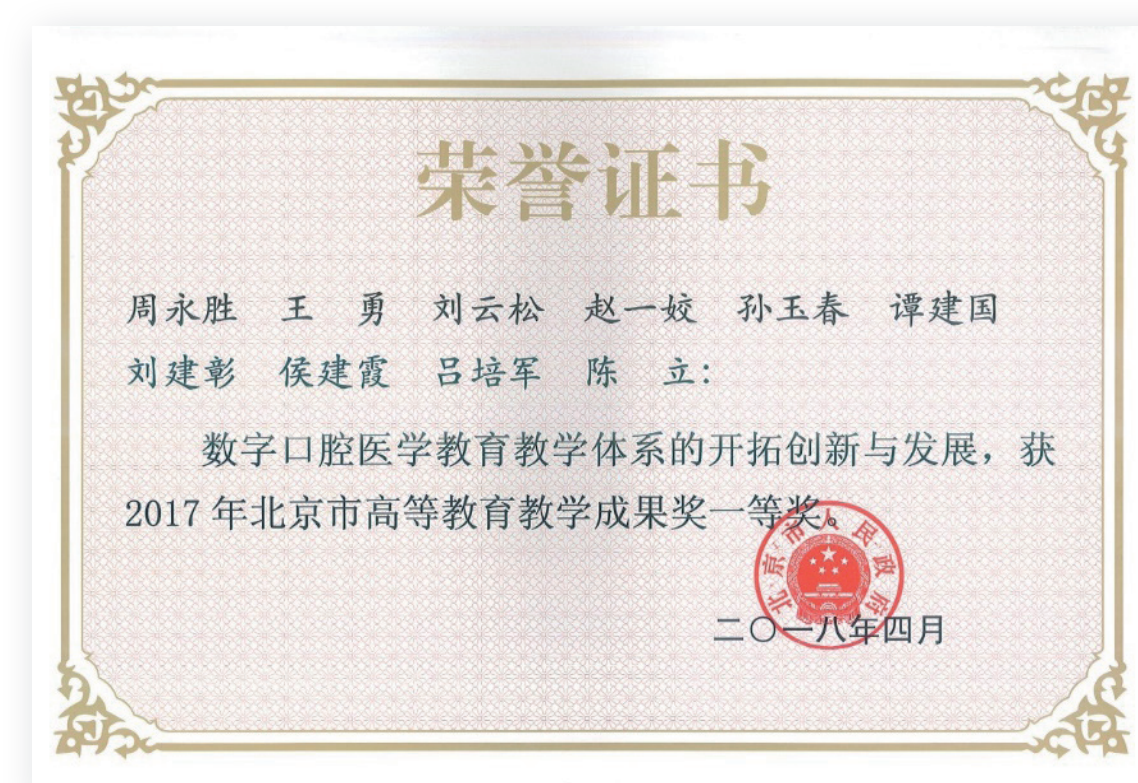 荣誉证书
周永胜 王 勇 刘云松 赵一姣 孙玉春 谭建国
刘建彰 侯建霞 吕培军 陈 立:
数字口腔医学教育教学体系的开拓创新与发展，获
2017年北京市高等教育教学成果奖一等奖。
北京市人民政府
二〇一八年四月